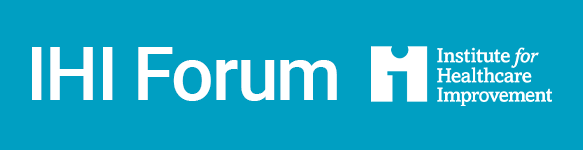 IHI Forum
Institute for
Healthcare
Improvement